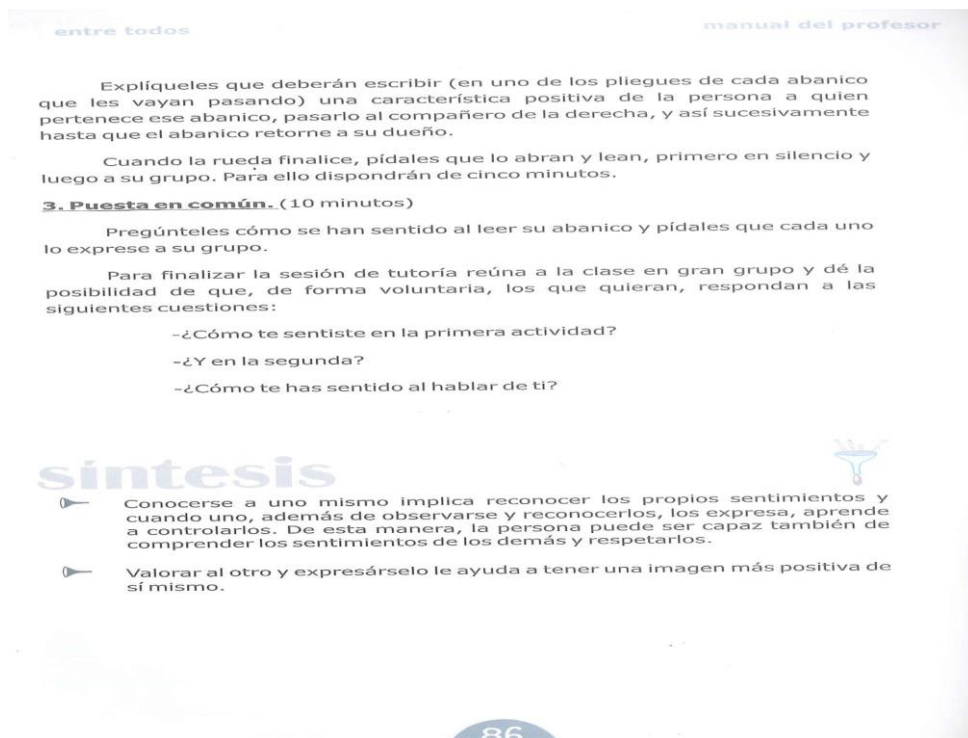 entre todos
manual del profesor
Explíqueles que deberán escribir (en uno de los pliegues de cada abanico
que les vayan pasando) una característica positiva de la persona a quien
pertenece ese abanico, pasarlo al compañero de la derecha, y así sucesivamente
hasta que el abanico retorne a su dueño.
Cuando la rueda finalice, pídales que lo abran y lean, primero en silencio y
luego a su grupo. Para ello dispondrán de cinco minutos.
3. Puesta en común. (10 minutos)
Pregúnteles cómo se han sentido al leer su abanico y pídales que cada uno
lo exprese a su grupo.
Para finalizar la sesión de tutoría reúna a la clase en gran grupo y dé la
posibilidad de que, de forma voluntaria, los que quieran, respondan a las
siguientes cuestiones:
-¿Cómo te sentiste en la primera actividad?
-¿Y en la segunda?
-¿Cómo te has sentido al hablar de ti?
síntesis
Conocerse a uno mismo implica reconocer los propios sentimientos y
cuando uno, además de observarse y reconocerlos, los expresa, aprende
a controlarlos. De esta manera, la persona puede ser capaz también de
comprender los sentimientos de los demás y respetarlos.
Valorar al otro y expresárselo le ayuda a tener una imagen más positiva de
sí mismo.
86